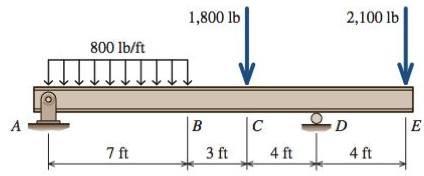 1,800 lb 2,100 lb
800 lb/ft
A B C D E
7 ft 3 ft 4 ft 4 ft